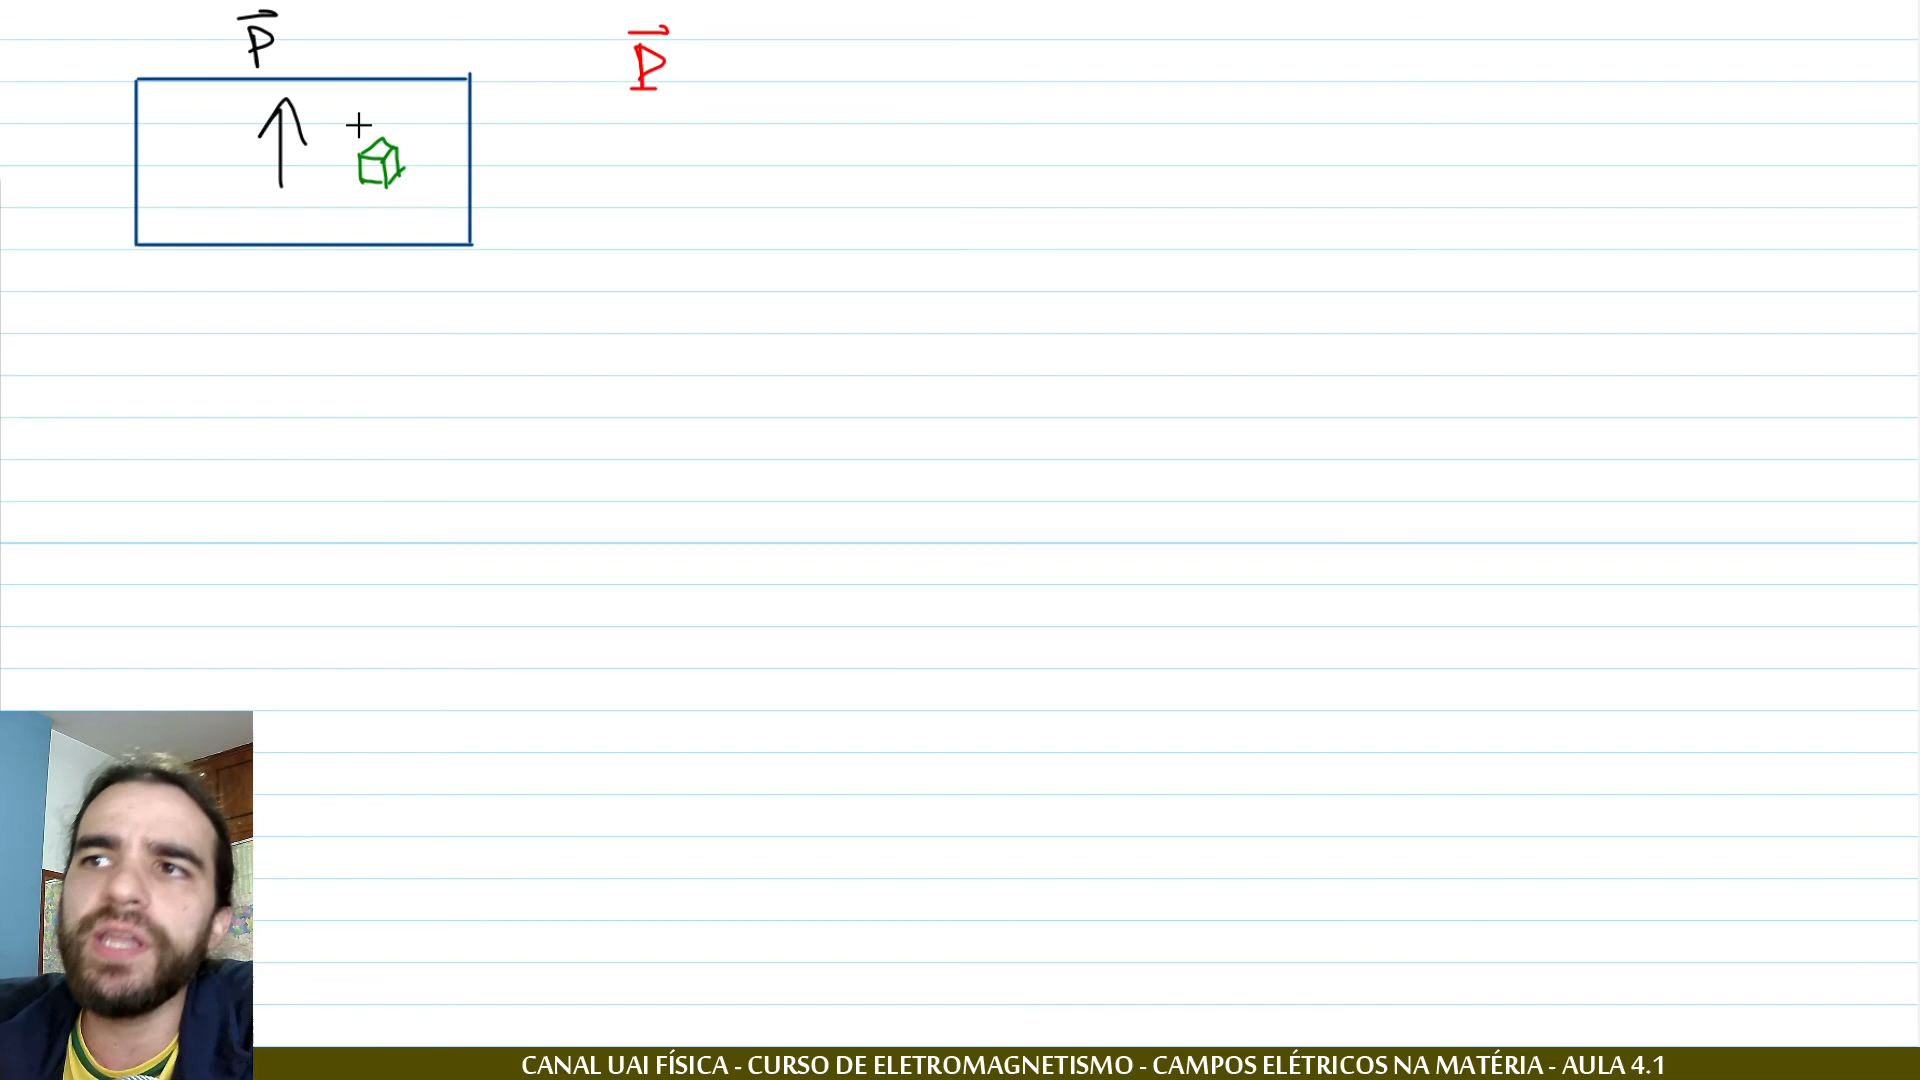 P⃗
P⃗
CANAL UAI FÍSICA - CURSO DE ELETROMAGNETISMO - CAMPOS ELÉTRICOS NA MATÉRIA - AULA 4.1